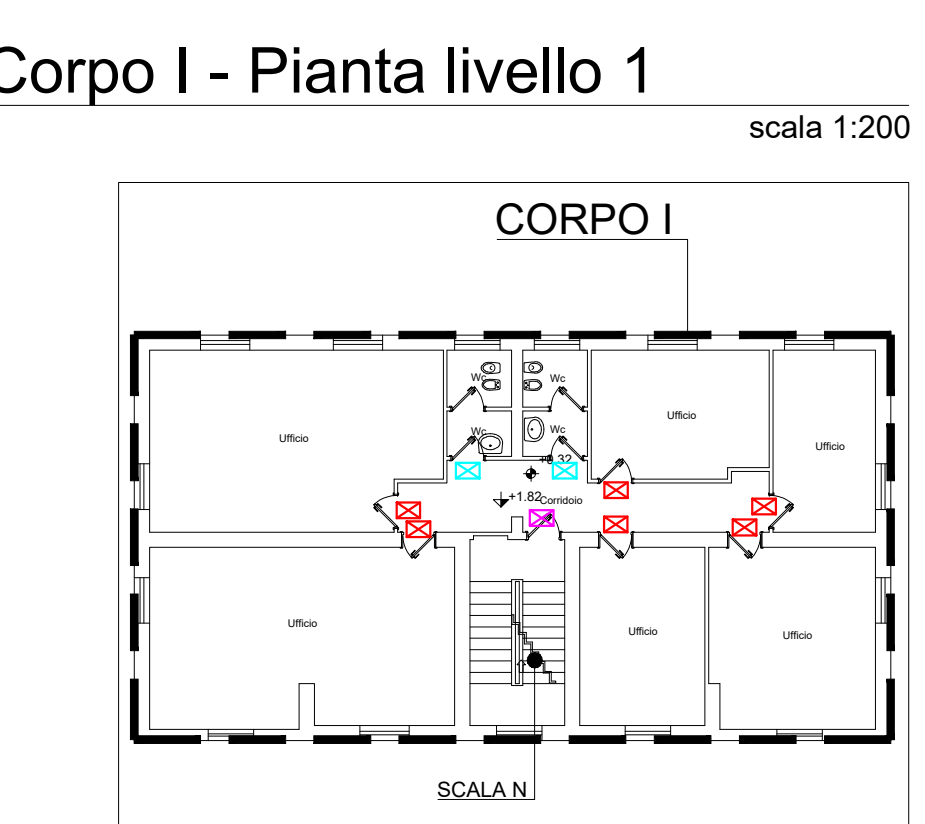 Corpo I - Pianta livello 1
scala 1:200
CORPO I
Wc
Wc
Ufficio
Ufficio
Wc
Wc
Ufficio
32
+1.82
Corridoio
Ufficio
Ufficio
Ufficio
SCALA N